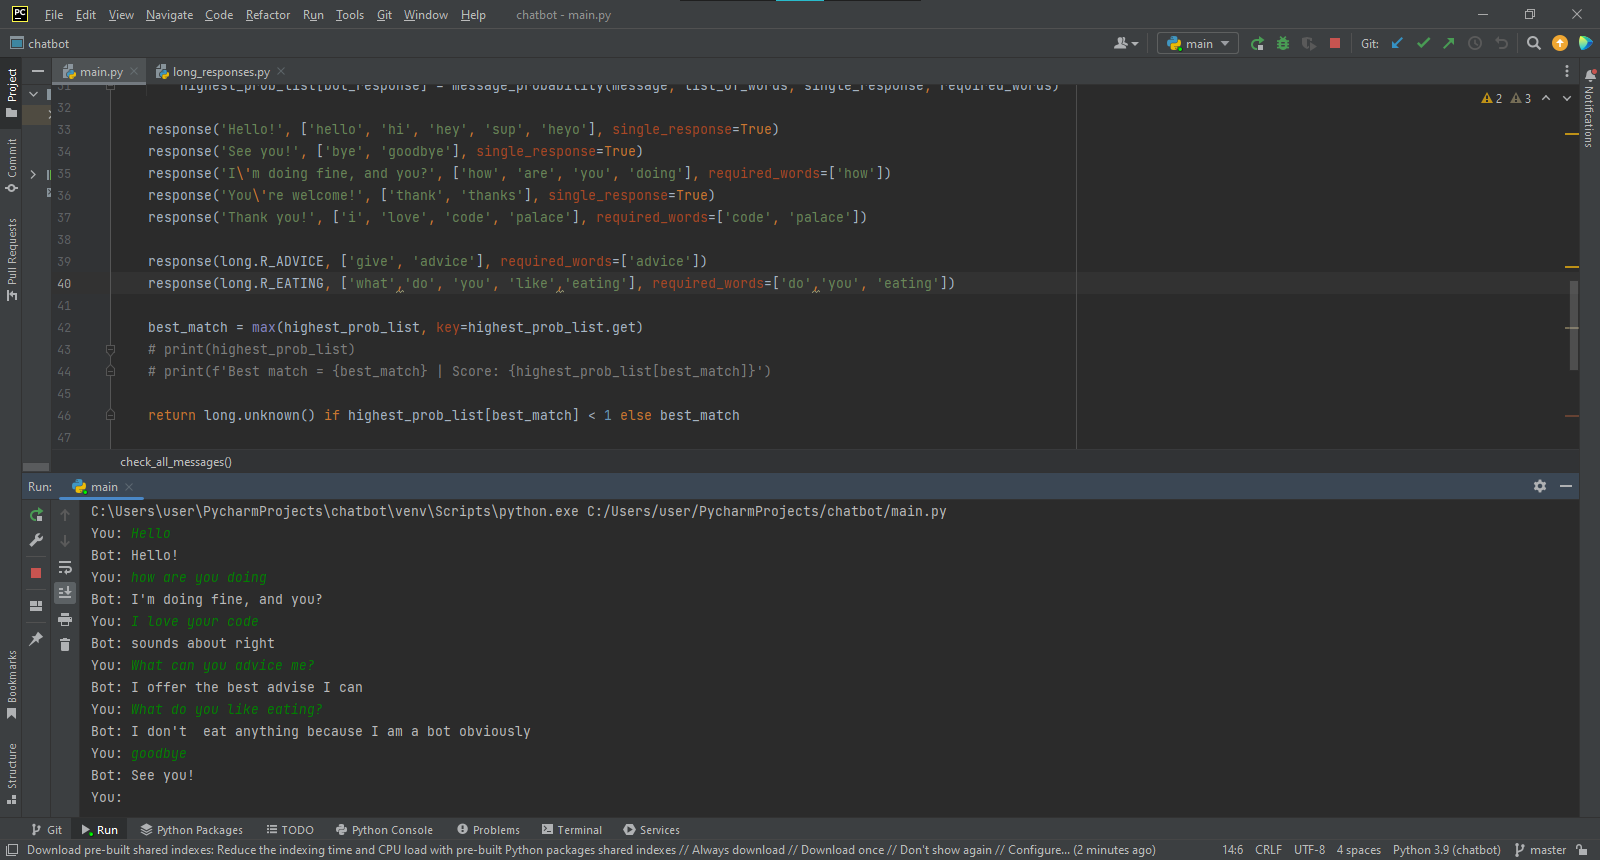 PC File Edit View Navigate Code Refactor Run Tools Git Window Help chatbot - main.py
chatbot main Git:
Project
main.py long_responses.py
2 3
31 highest_prob_list[bot_response] = message_probability(message, list_of_words, single_response, required_words)
32
33 response('Hello!', ['hello', 'hi', 'hey', 'sup', 'heyo'], single_response=True)
34 response('See you!', ['bye', 'goodbye'], single_response=True)
35 response('I\'m doing fine, and you?', ['how', 'are', 'you', 'doing'], required_words=['how'])
36 response('You\'re welcome!', ['thank', 'thanks'], single_response=True)
37 response('Thank you!', ['i', 'love', 'code', 'palace'], required_words=['code', 'palace'])
38
39 response(long.R_ADVICE, ['give', 'advice'], required_words=['advice'])
40 response(long.R_EATING, ['what','do', 'you', 'like','eating'], required_words=['do','you', 'eating'])
41
42 best_match = max(highest_prob_list, key=highest_prob_list.get)
43 # print(highest_prob_list)
44 # print(f'Best match = {best_match} | Score: {highest_prob_list[best_match]}')
45
46 return long.unknown() if highest_prob_list[best_match] < 1 else best_match
47
check_all_messages()
Notifications
Commit
Pull Requests
Bookmarks
Structure
Run: main
C:\Users\user\PycharmProjects\chatbot\venv\Scripts\python.exe C:/Users/user/PycharmProjects/chatbot/main.py
You: Hello
Bot: Hello!
You: how are you doing
Bot: I'm doing fine, and you?
You: I love your code
Bot: sounds about right
You: What can you advice me?
Bot: I offer the best advise I can
You: What do you like eating?
Bot: I don't  eat anything because I am a bot obviously
You: goodbye
Bot: See you!
You:
Git Run Python Packages TODO Python Console Problems Terminal Services
Download pre-built shared indexes: Reduce the indexing time and CPU load with pre-built Python packages shared indexes // Always download // Download once // Don't show again // Configure... (2 minutes ago) 14:6 CRLF UTF-8 4 spaces Python 3.9 (chatbot) master